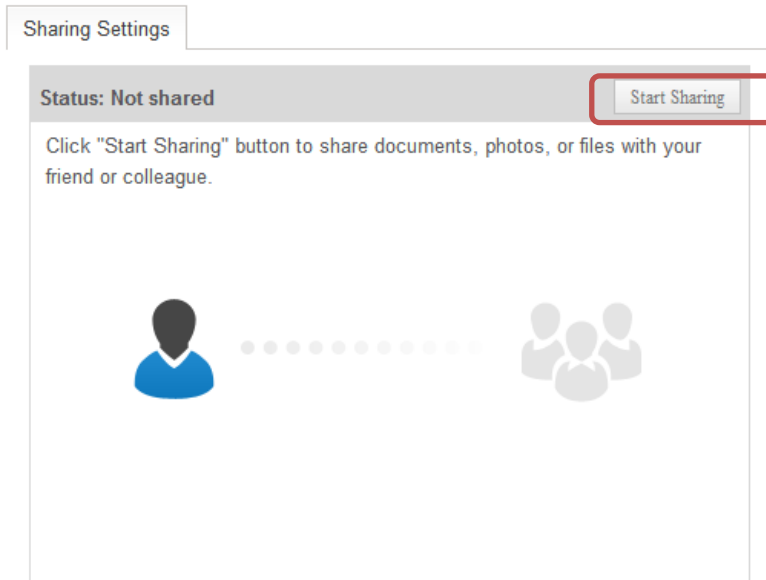 Sharing Settings
Status: Not shared
Start Sharing
Click "Start Sharing" button to share documents, photos, or files with your
friend or colleague.